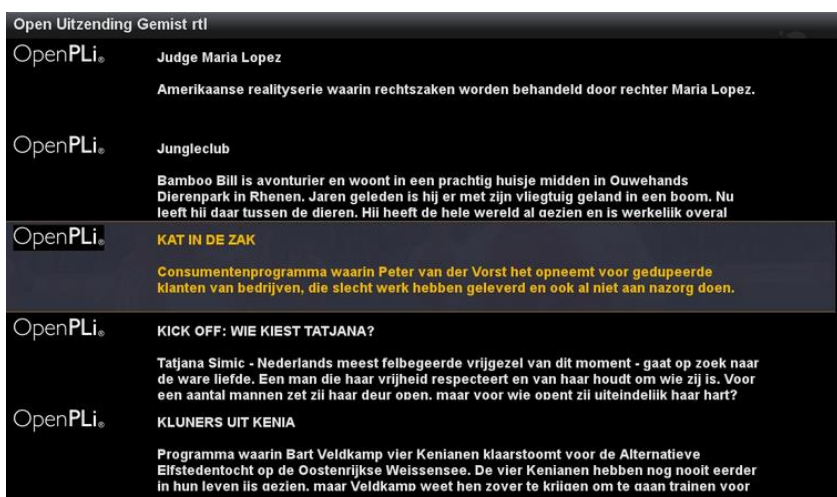 Open Uitzending Gemist rtl
OpenPLi®
Judge Maria Lopez
Amerikaanse realityserie waarin rechtszaken worden behandeld door rechter Maria Lopez.
OpenPLi®
Jungleclub
Bamboo Bill is avonturier en woont in een prachtig huisje midden in Ouwehands
Dierenpark in Rhenen. Jaren geleden is hij er met zijn vliegtuig geland in een boom. Nu
leeft hij daar tussen de dieren. Hij heeft de hele wereld al gezien en is werkelijk overal
OpenPLi®
KAT IN DE ZAK
Consumentenprogramma waarin Peter van der Vorst het opneemt voor gedupeerde
klanten van bedrijven, die slecht werk hebben geleverd en ook al niet aan nazorg doen.
OpenPLi®
KICK OFF: WIE KIEST TATJANA?
Tatjana Simic - Nederlands meest felbegeerde vrijgezel van dit moment - gaat op zoek naar
de ware liefde. Een man die haar vrijheid respecteert en van haar houdt om wie zij is. Voor
een aantal mannen zet zij haar deur open, maar voor wie opent zij uiteindelijk haar hart?
OpenPLi®
KLUNERS UIT KENIA
Programma waarin Bart Veldkamp vier Kenianen klaarstoomt voor de Alternatieve
Elfstedentocht op de Oostenrijkse Weissensee. De vier Kenianen hebben nog nooit eerder
in hun leven ijs gezien, maar Veldkamp weet hen zover te krijgen om te gaan trainen voor